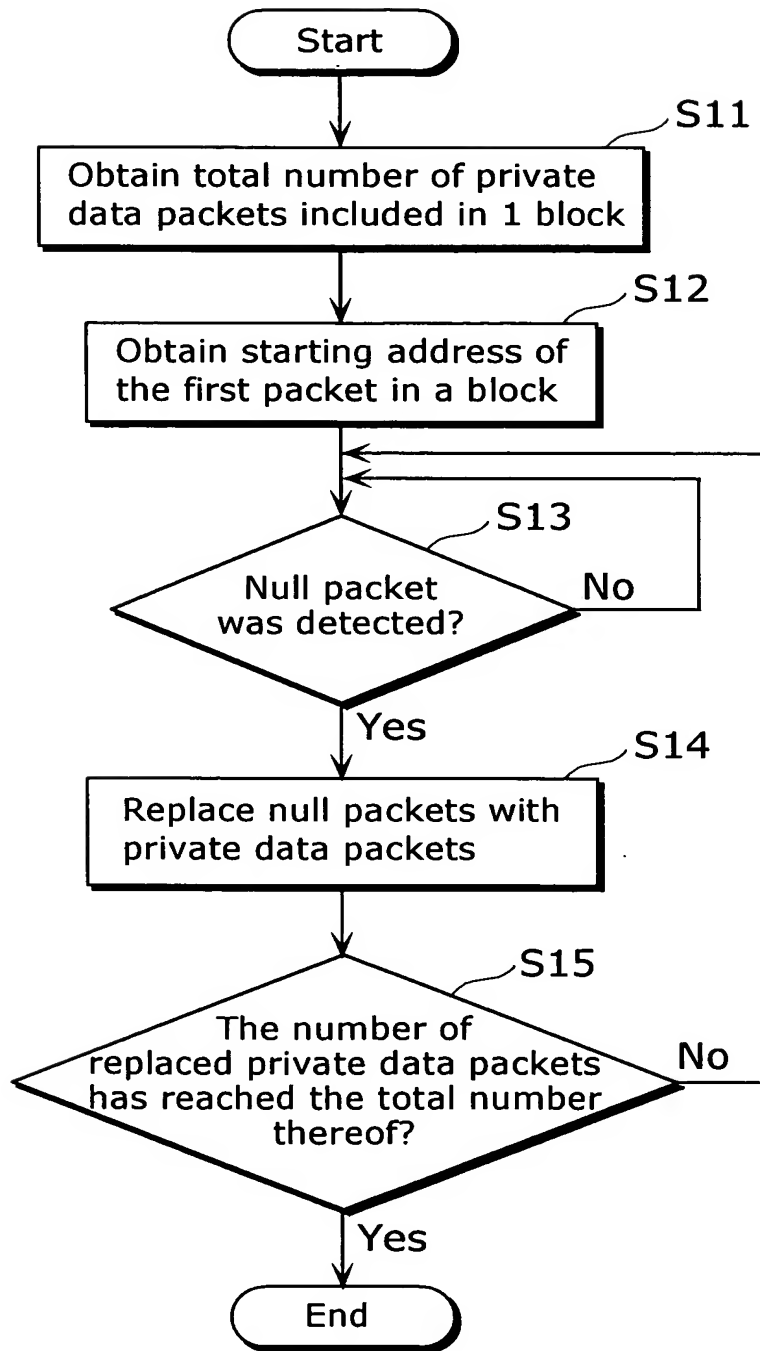 Start
S11
Obtain total number of private
data packets included in 1 block
S12
Obtain starting address of
the first packet in a block
S13
Null packet
was detected?
No
Yes
S14
Replace null packets with
private data packets
S15
The number of
replaced private data packets
has reached the total number
thereof?
No
Yes
End